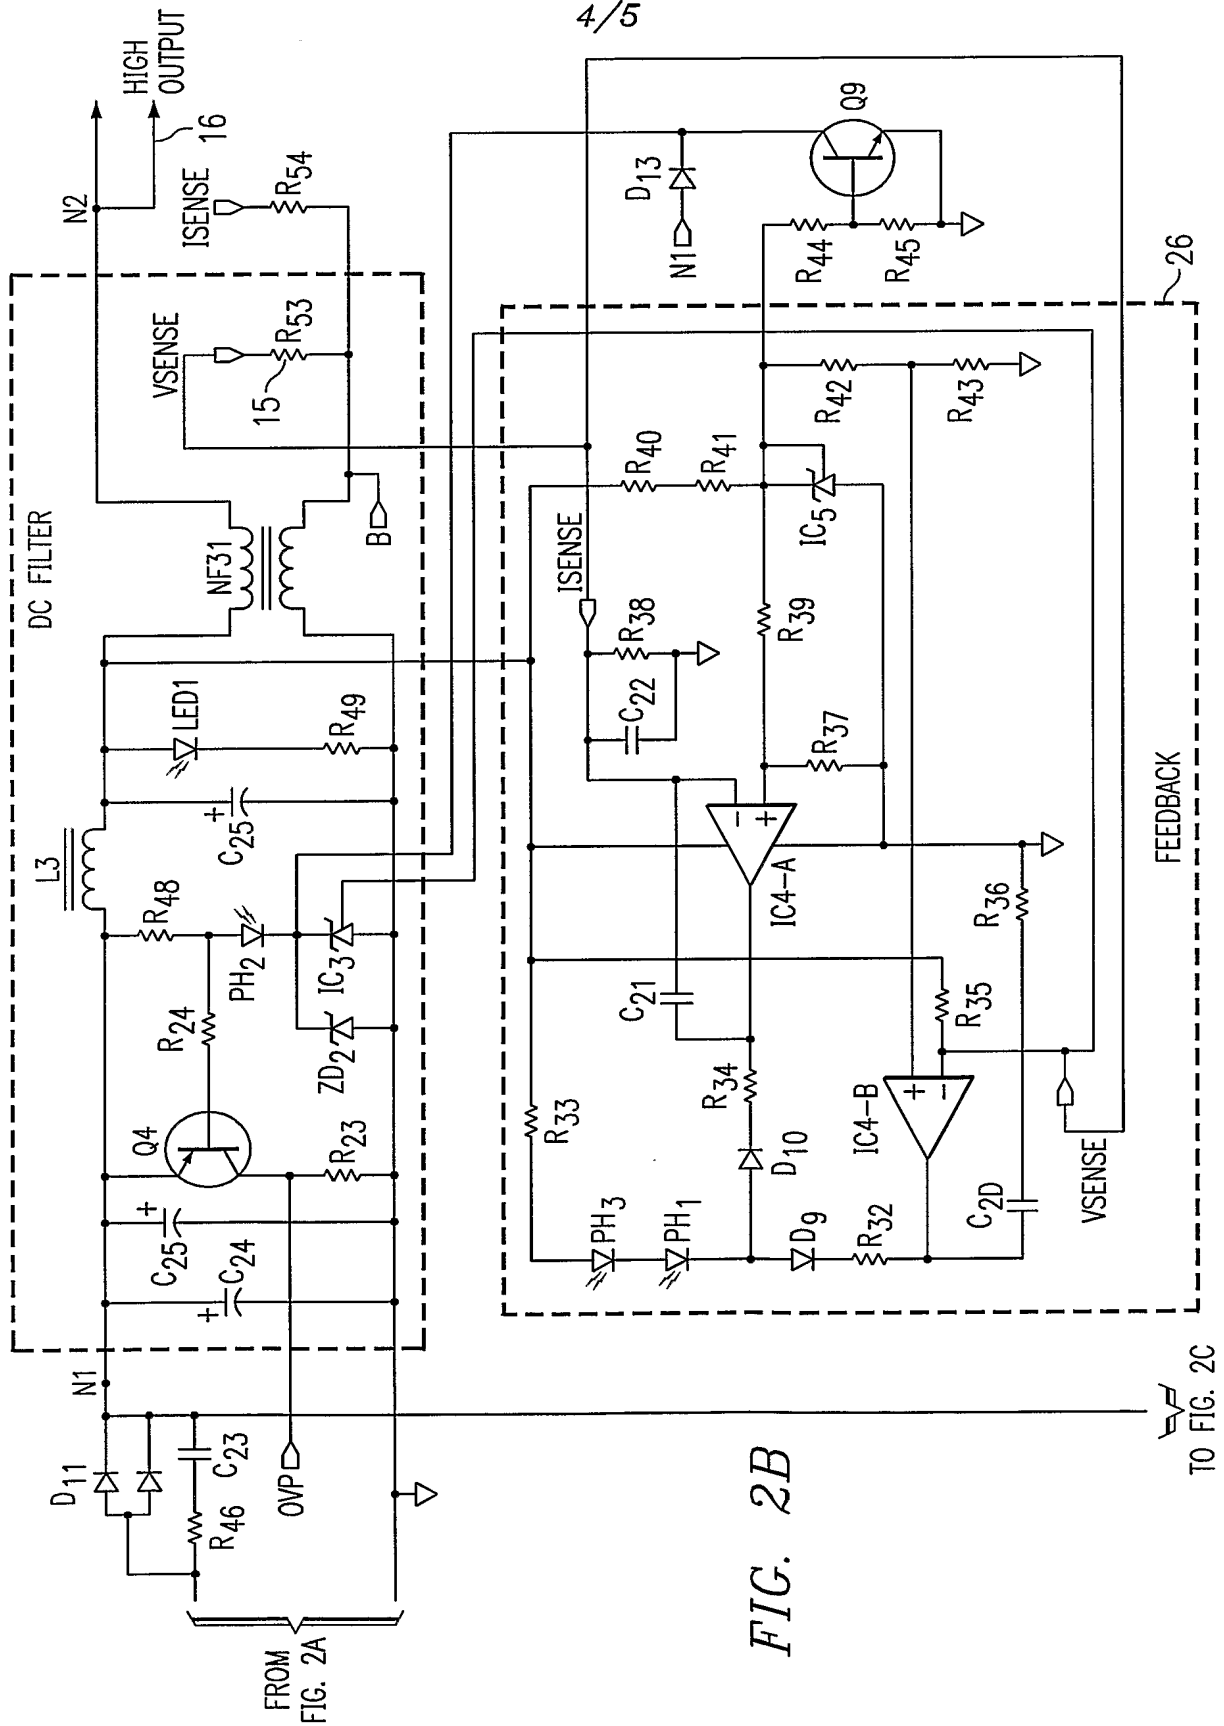 4/5
HIGH
OUTPUT
16
N2
ISENSE
R54
VSENSE
R53
15
DC FILTER
NF31
B
LED1
R49
L3
C25
R48
PH2
IC3
ZD2
R24
Q4
R23
C25
C24
N1
D11
C23
R46
OVP
FROM
FIG. 2A
Q9
D13
N1
R44
R45
26
R42
R43
R40
R41
IC5
ISENSE
R38
C22
R39
R37
IC4-A
FEEDBACK
R36
C21
R35
R34
IC4-B
R33
D10
VSENSE
C2D
PH3
PH1
D9
R32
TO FIG. 2C
FIG. 2B